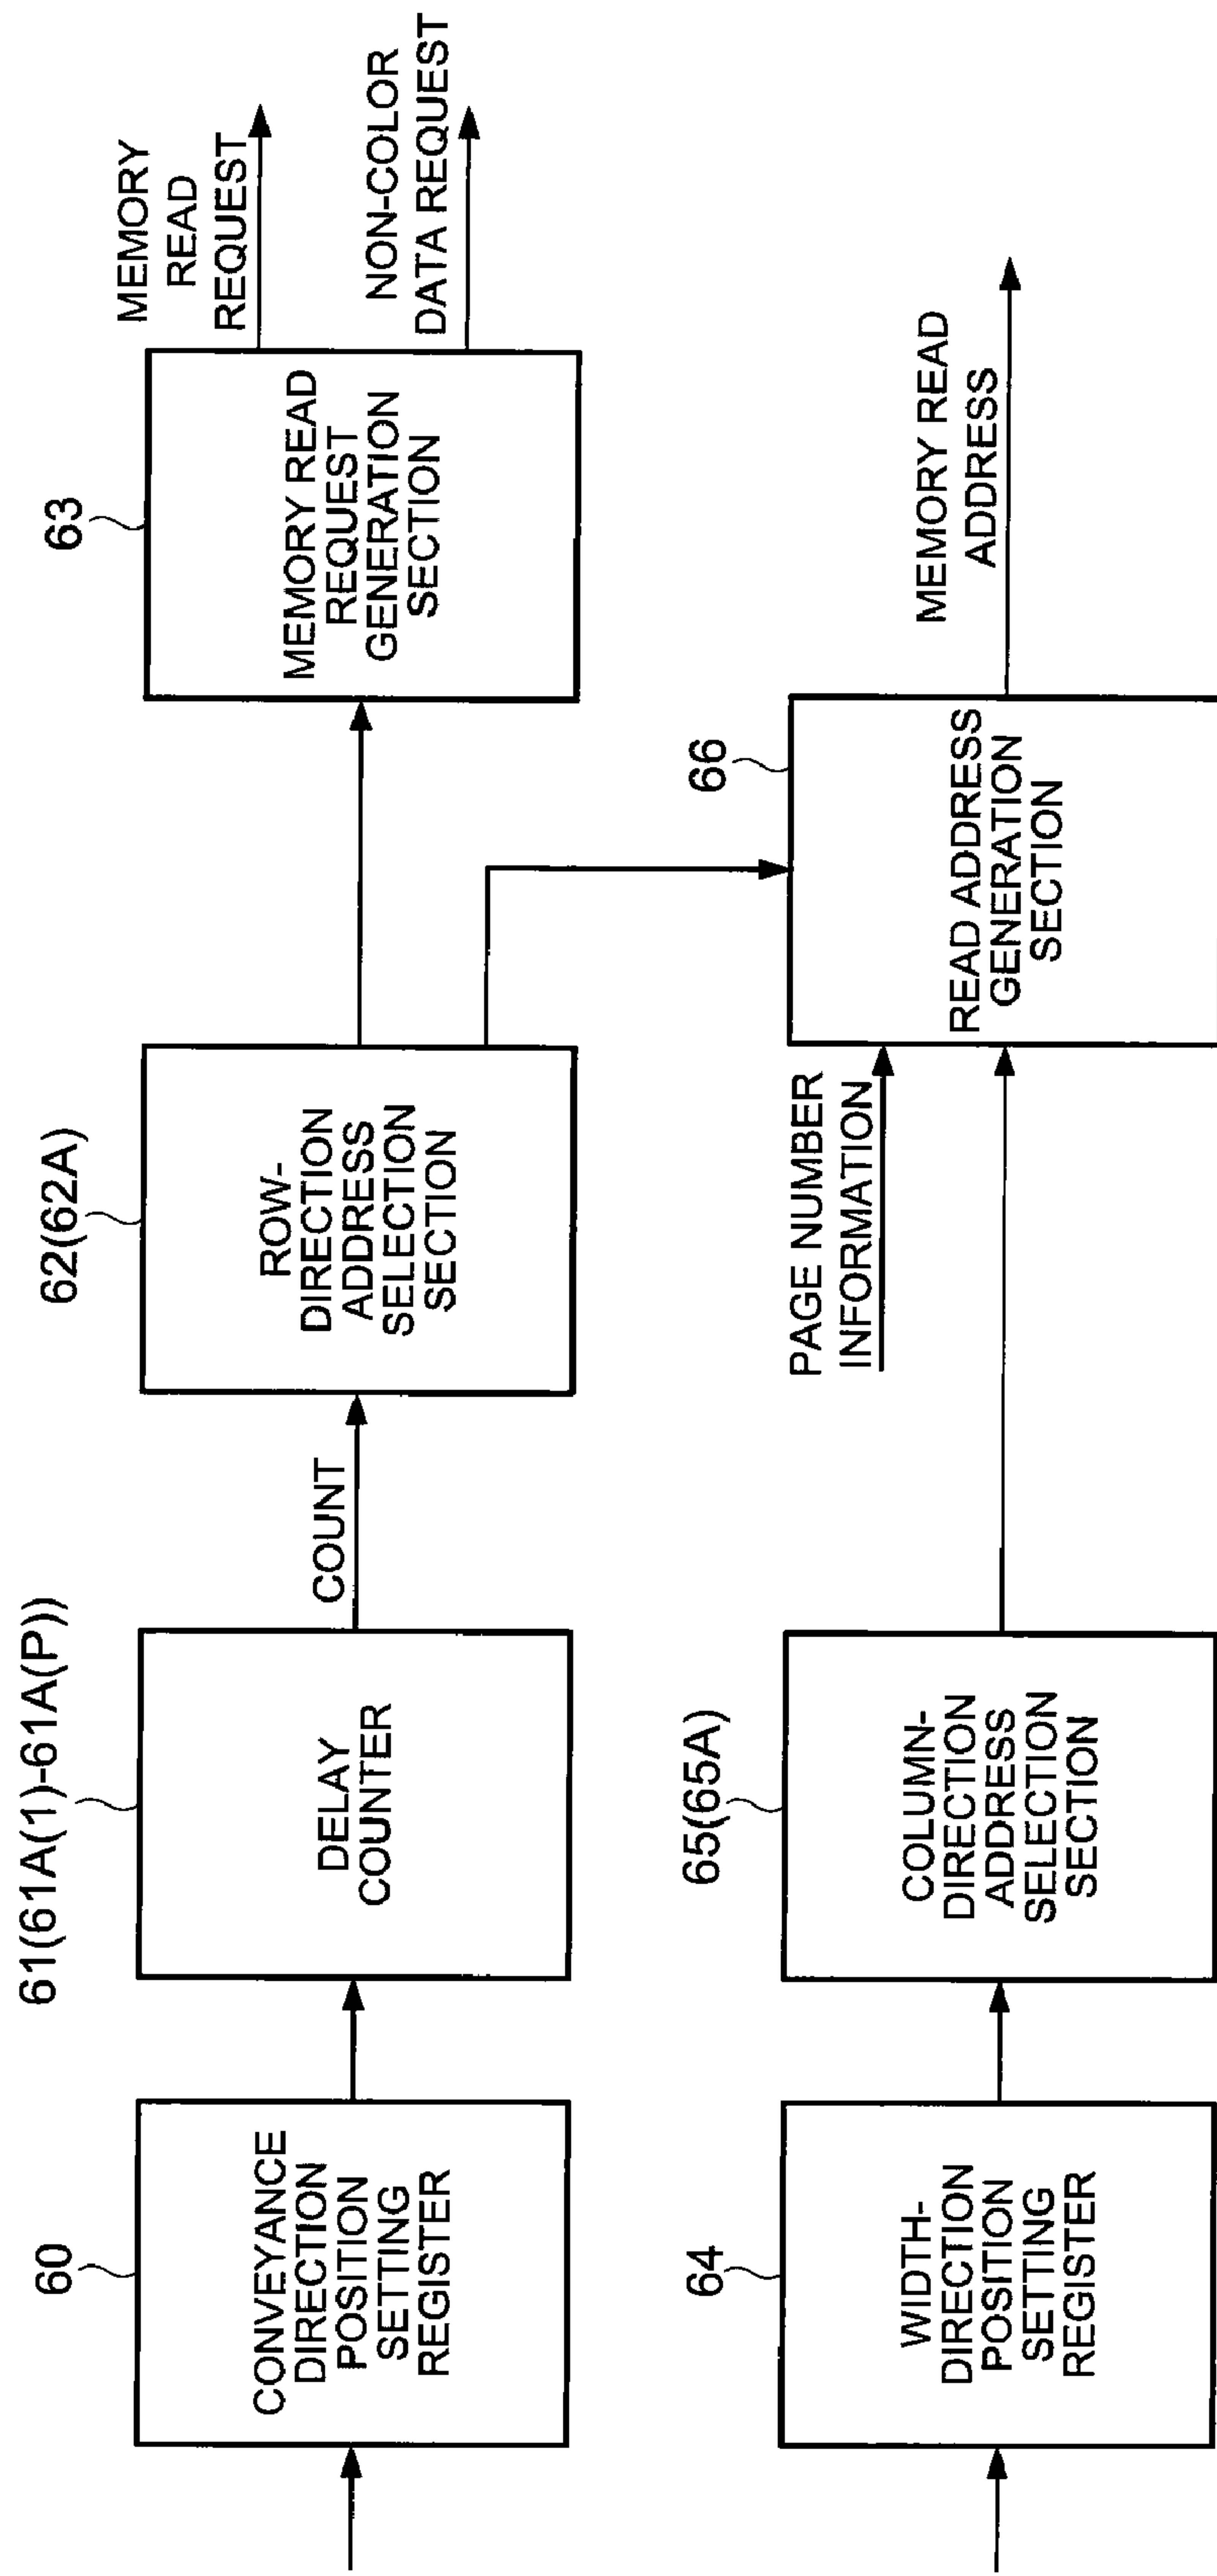 60
CONVEYANCE
DIRECTION
POSITION
SETTING
REGISTER
61(61A(1)-61A(P))
DELAY
COUNTER
COUNT
62(62A)
ROW-
DIRECTION
ADDRESS
SELECTION
SECTION
63
MEMORY READ
REQUEST
GENERATION
SECTION
MEMORY
READ
REQUEST
NON-COLOR
DATA REQUEST
64
WIDTH-
DIRECTION
POSITION
SETTING
REGISTER
65(65A)
COLUMN-
DIRECTION
ADDRESS
SELECTION
SECTION
PAGE NUMBER
INFORMATION
66
READ ADDRESS
GENERATION
SECTION
MEMORY READ
ADDRESS